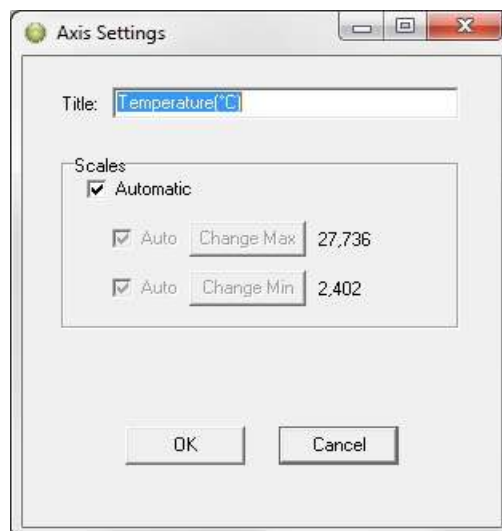 Axis Settings
Title: Temperature(°C)
Scales
Automatic
Auto Change Max 27,736
Auto Change Min 2,402
OK Cancel